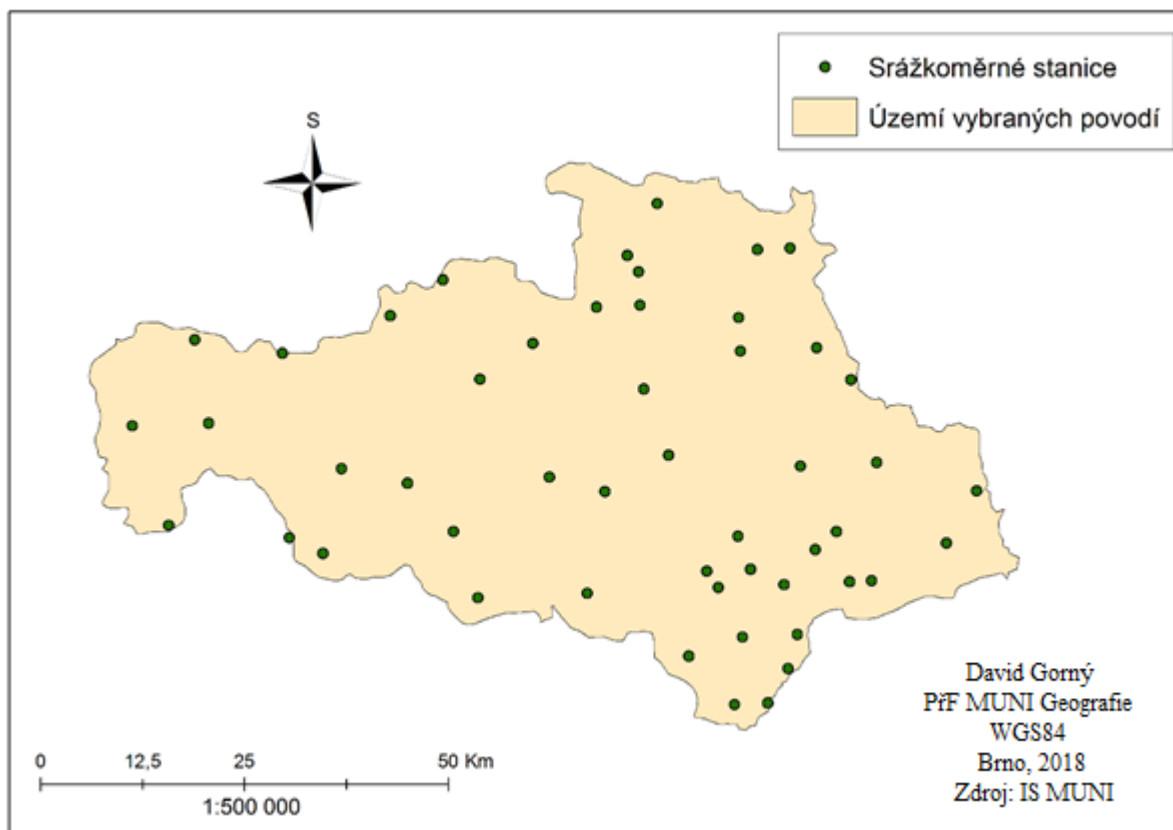 Srážkoměrné stanice
Území vybraných povodí
S
0 12,5 25 50 Km
1:500 000
David Gorný
PřF MUNI Geografie
WGS84
Brno, 2018
Zdroj: IS MUNI